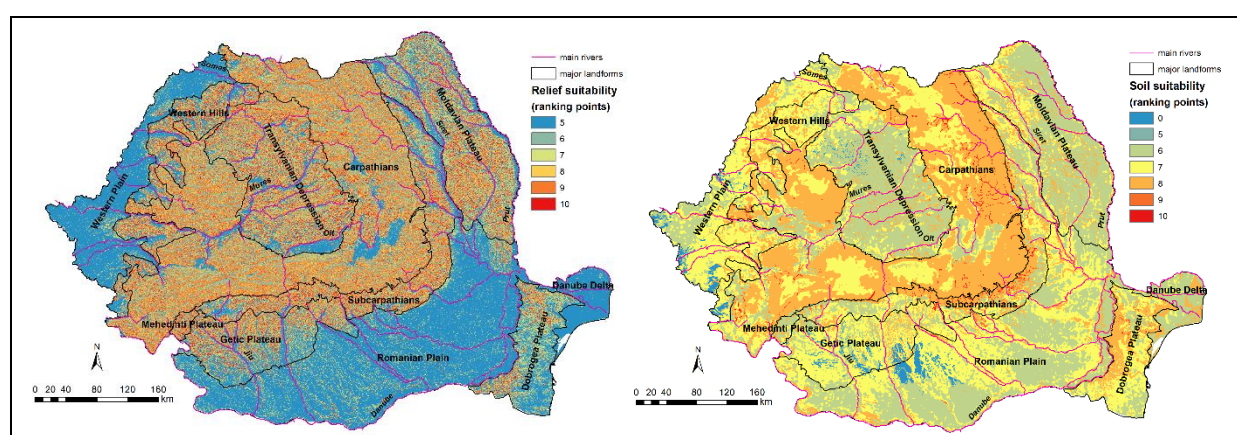 main rivers
major landforms
Relief suitability
(ranking points)
5
6
7
8
9
10
Somes
Western Hills
Transylvanian Depression
Carpathians
Moldavian Plateau
Siret
Prut
Western Plain
Mures
Olt
Subcarpathians
Danube Delta
Mehedinti Plateau
Getic Plateau
Jiu
Romanian Plain
Dobrogea Plateau
Danube
N
0 20 40 80 120 160
km
main rivers
major landforms
Soil suitability
(ranking points)
0
5
6
7
8
9
10
Somes
Western Hills
Transylvanian Depression
Carpathians
Moldavian Plateau
Siret
Prut
Western Plain
Mures
Olt
Subcarpathians
Danube Delta
Mehedinti Plateau
Getic Plateau
Jiu
Romanian Plain
Dobrogea Plateau
Danube
N
0 20 40 80 120 160
km